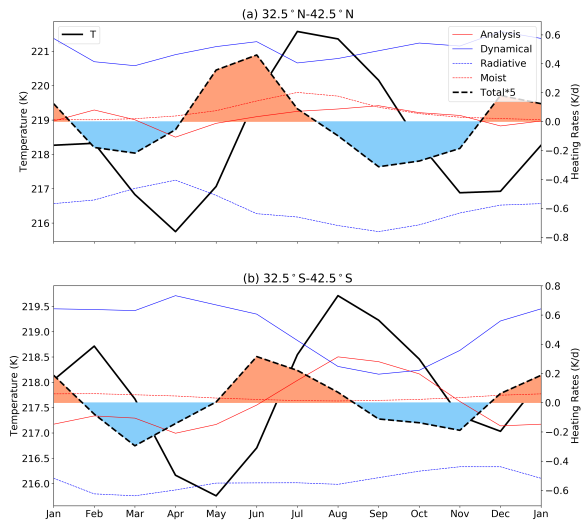 (a) 32.5°N-42.5°N
T
Analysis
Dynamical
Radiative
Moist
Total*5
221
220
219
218
217
216
Temperature (K)
0.6
0.4
0.2
0.0
−0.2
−0.4
−0.6
−0.8
Heating Rates (K/d)
(b) 32.5°S-42.5°S
219.5
219.0
218.5
218.0
217.5
217.0
216.5
216.0
Temperature (K)
0.8
0.6
0.4
0.2
0.0
−0.2
−0.4
−0.6
Heating Rates (K/d)
Jan Feb Mar Apr May Jun Jul Aug Sep Oct Nov Dec Jan